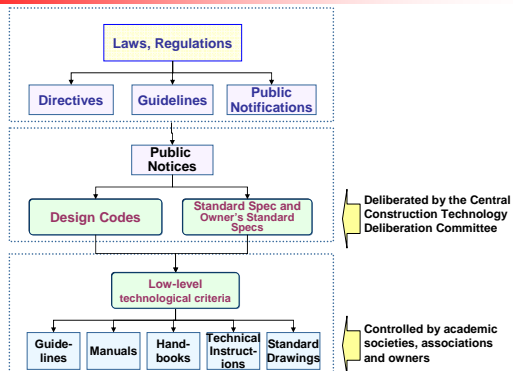 Laws, Regulations
Directives
Guidelines
Public
Notifications
Public
Notices
Design Codes
Standard Spec and
Owner's Standard
Specs
Deliberated by the Central
Construction Technology
Deliberation Committee
Low-level
technological criteria
Guide-
lines
Manuals
Hand-
books
Technical
Instruct-
ions
Standard
Drawings
Controlled by academic
societies, associations
and owners